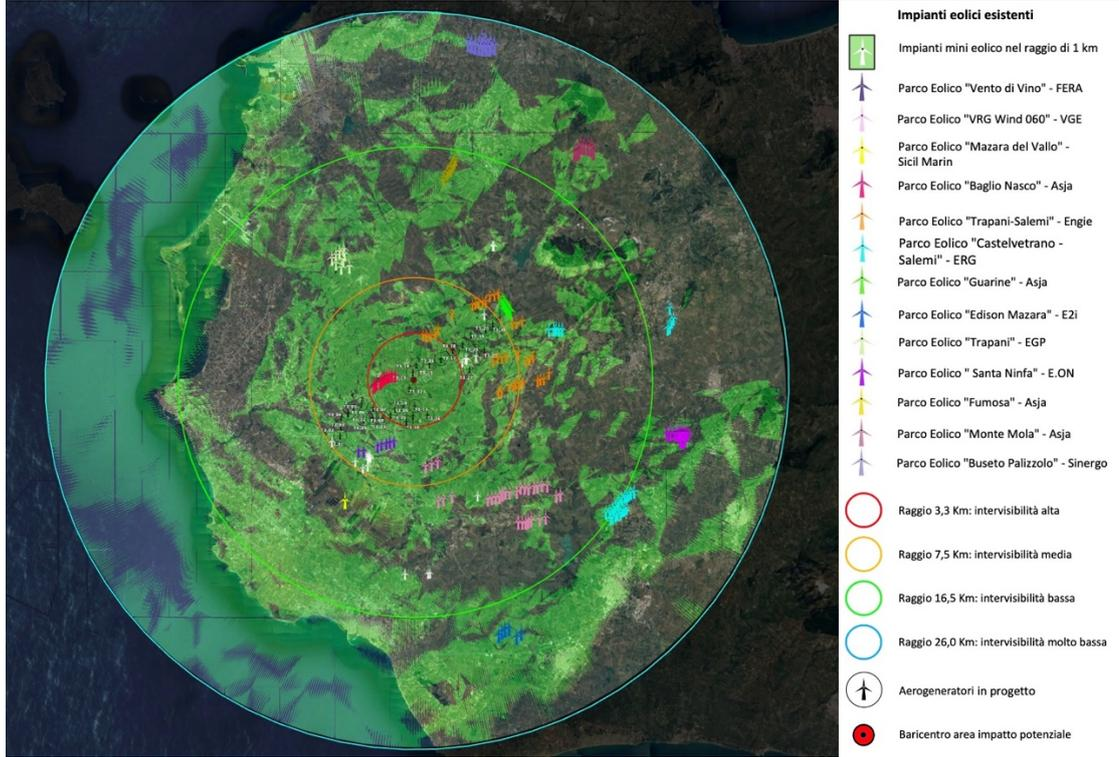 Impianti eolici esistenti
Impianti mini eolico nel raggio di 1 km
Parco Eolico "Vento di Vino" - FERA
Parco Eolico "VRG Wind 060" - VGE
Parco Eolico "Mazara del Vallo" -
Sicil Marin
Parco Eolico "Baglio Nasco" - Asja
Parco Eolico "Trapani-Salemi" - Engie
Parco Eolico "Castelvetrano -
Salemi" - ERG
Parco Eolico "Guarine" - Asja
Parco Eolico "Edison Mazara" - E2i
Parco Eolico "Trapani" - EGP
Parco Eolico " Santa Ninfa" - E.ON
Parco Eolico "Fumosa" - Asja
Parco Eolico "Monte Mola" - Asja
Parco Eolico "Buseto Palizzolo" - Sinergo
Raggio 3,3 Km: intervisibilità alta
Raggio 7,5 Km: intervisibilità media
Raggio 16,5 Km: intervisibilità bassa
Raggio 26,0 Km: intervisibilità molto bassa
Aerogeneratori in progetto
Baricentro area impatto potenziale